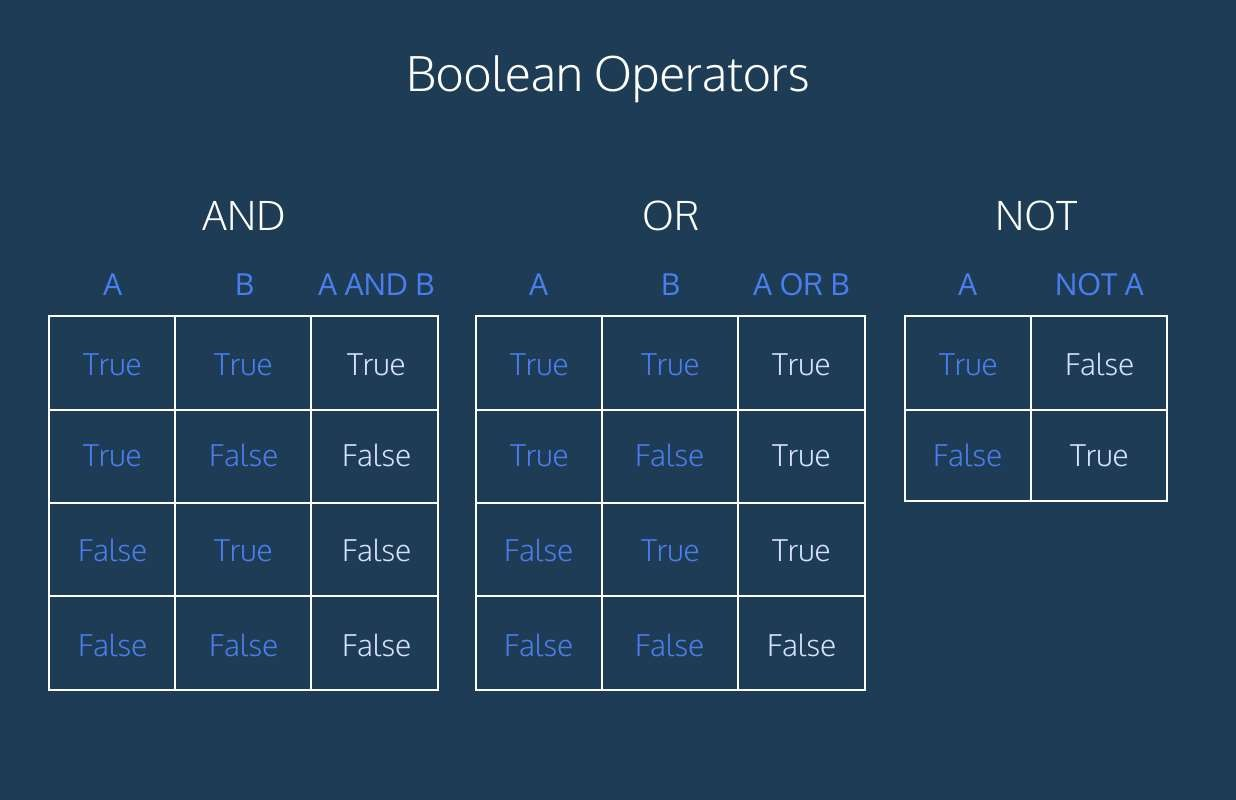 Boolean Operators
AND OR NOT
A B A AND B A B A OR B A NOT A
True True True True True True True False
True False False True False True False True
False True False False True True
False False False False False False